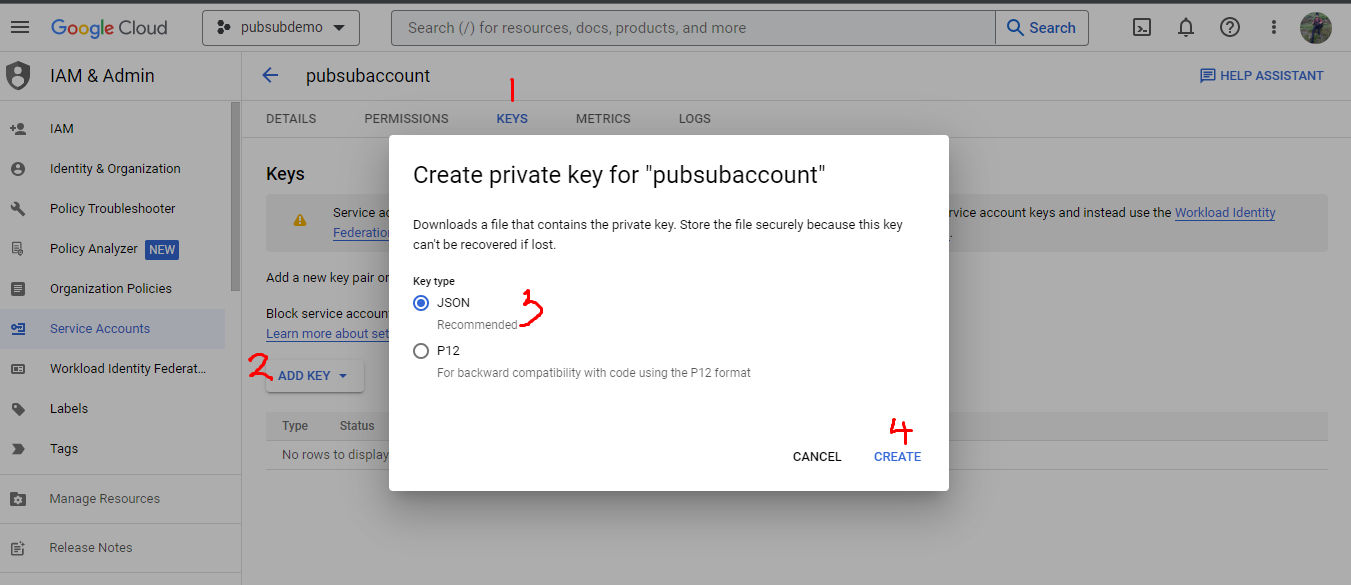 Google Cloud
pubsubdemo
Search (/) for resources, docs, products, and more
Search
IAM & Admin
pubsubaccount
HELP ASSISTANT
1
DETAILS
PERMISSIONS
KEYS
METRICS
LOGS
IAM
Identity & Organization
Policy Troubleshooter
Policy Analyzer NEW
Organization Policies
Service Accounts
Workload Identity Federat...
Labels
Tags
Manage Resources
Release Notes
Keys
Service ac
rvice account keys and instead use the Workload Identity
Federation
Add a new key pair or
Block service accoun
Learn more about set
2
ADD KEY
Type
Status
No rows to display
Create private key for "pubsubaccount"
Downloads a file that contains the private key. Store the file securely because this key
can't be recovered if lost.
Key type
JSON
Recommended
3
P12
For backward compatibility with code using the P12 format
4
CANCEL
CREATE